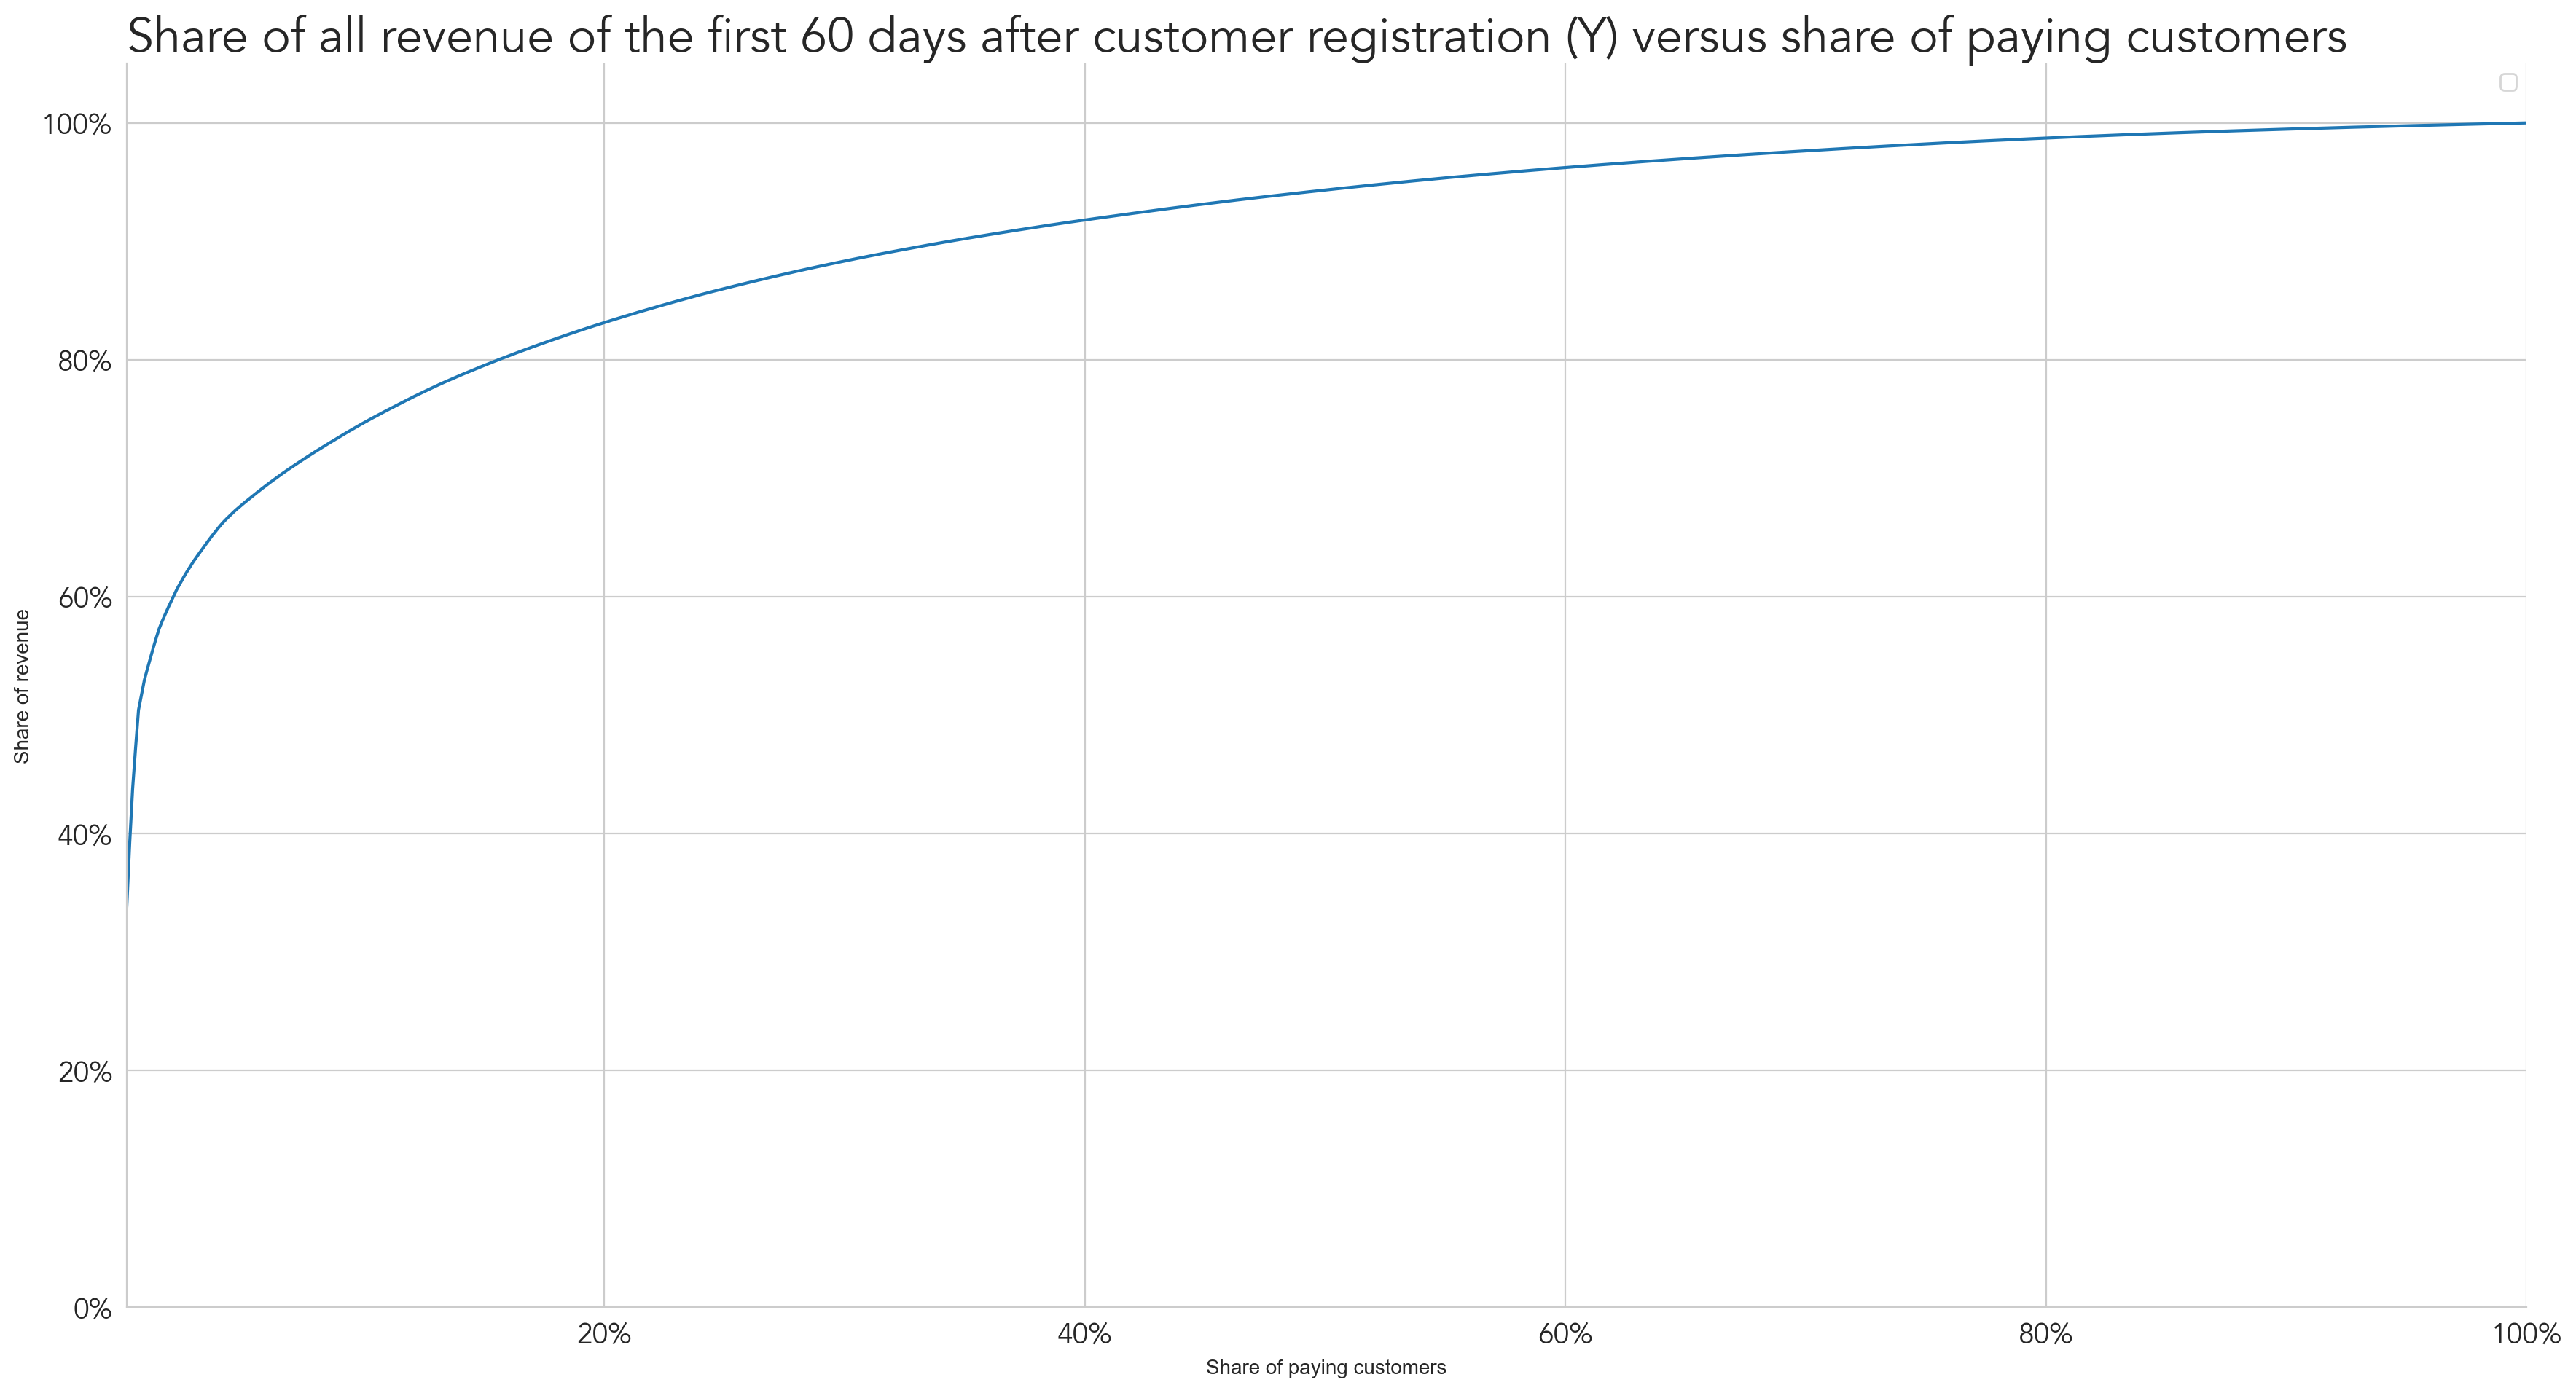 Share of all revenue of the first 60 days after customer registration (Y) versus share of paying customers
100%
80%
60%
40%
20%
0%
Share of revenue
20% 40% 60% 80% 100%
Share of paying customers